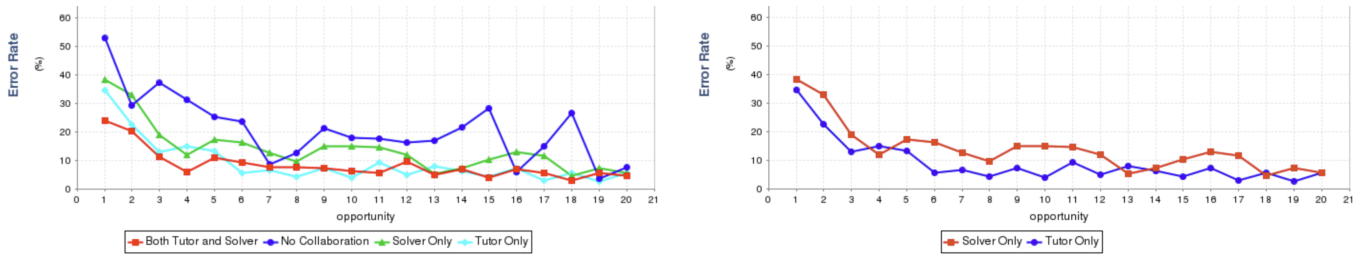 Error Rate
(%)
60
50
40
30
20
10
0
0 1 2 3 4 5 6 7 8 9 10 11 12 13 14 15 16 17 18 19 20 21
opportunity
Both Tutor and Solver No Collaboration Solver Only Tutor Only
Error Rate
(%)
60
50
40
30
20
10
0
0 1 2 3 4 5 6 7 8 9 10 11 12 13 14 15 16 17 18 19 20 21
opportunity
Solver Only Tutor Only